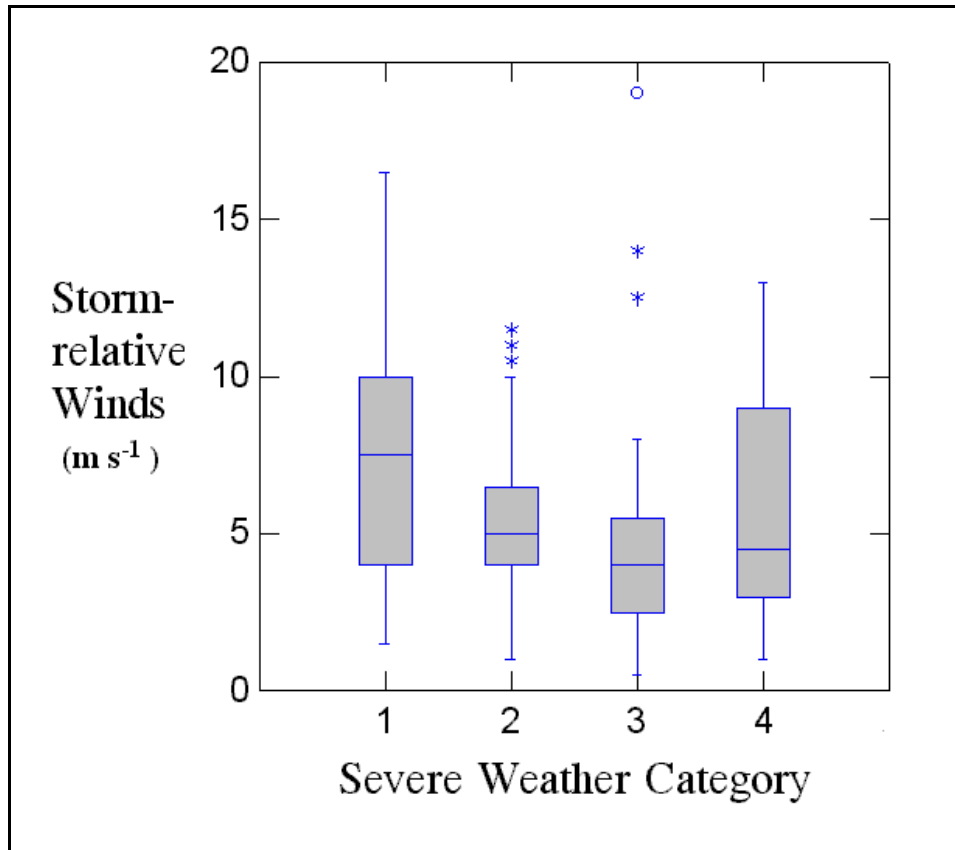 20
15
10
5
0
Storm-
relative
Winds
(m s-1 )
1 2 3 4
Severe Weather Category